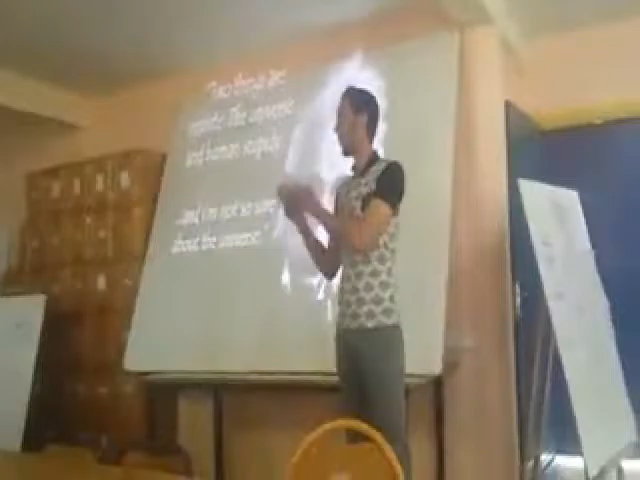 "Two things are
infinite: The universe
and human stupidity
...and i'm not so sure
about the universe."